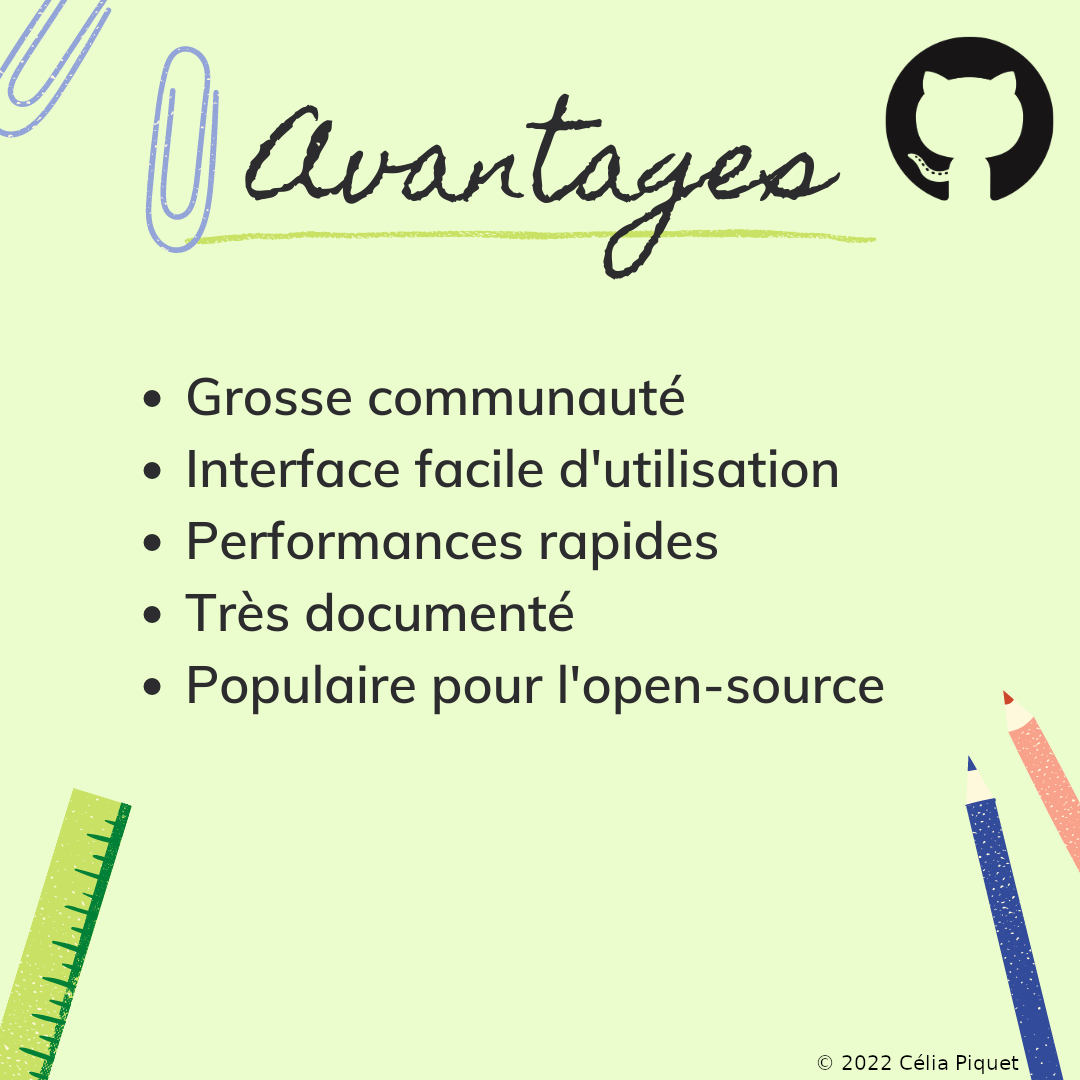 Avantages
• Grosse communauté
• Interface facile d'utilisation
• Performances rapides
• Très documenté
• Populaire pour l'open-source
© 2022 Célia Piquet